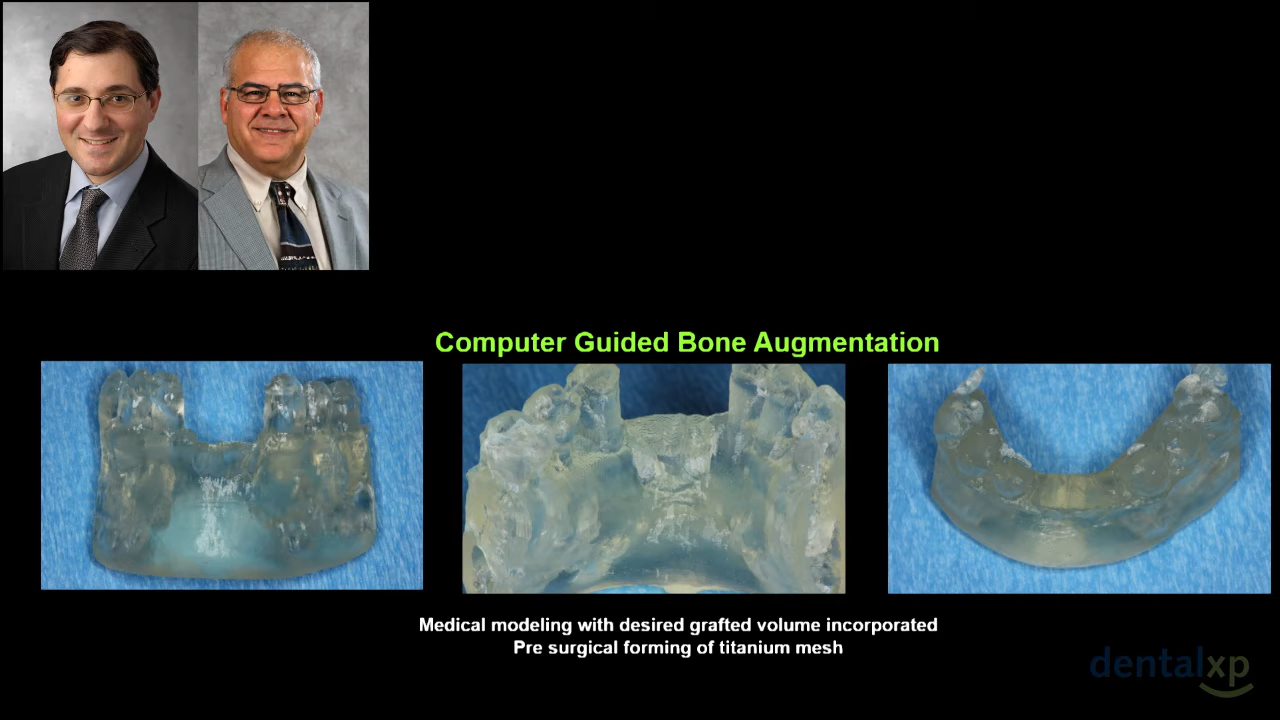 Computer Guided Bone Augmentation
Medical modeling with desired grafted volume incorporated
Pre surgical forming of titanium mesh
dentalxp